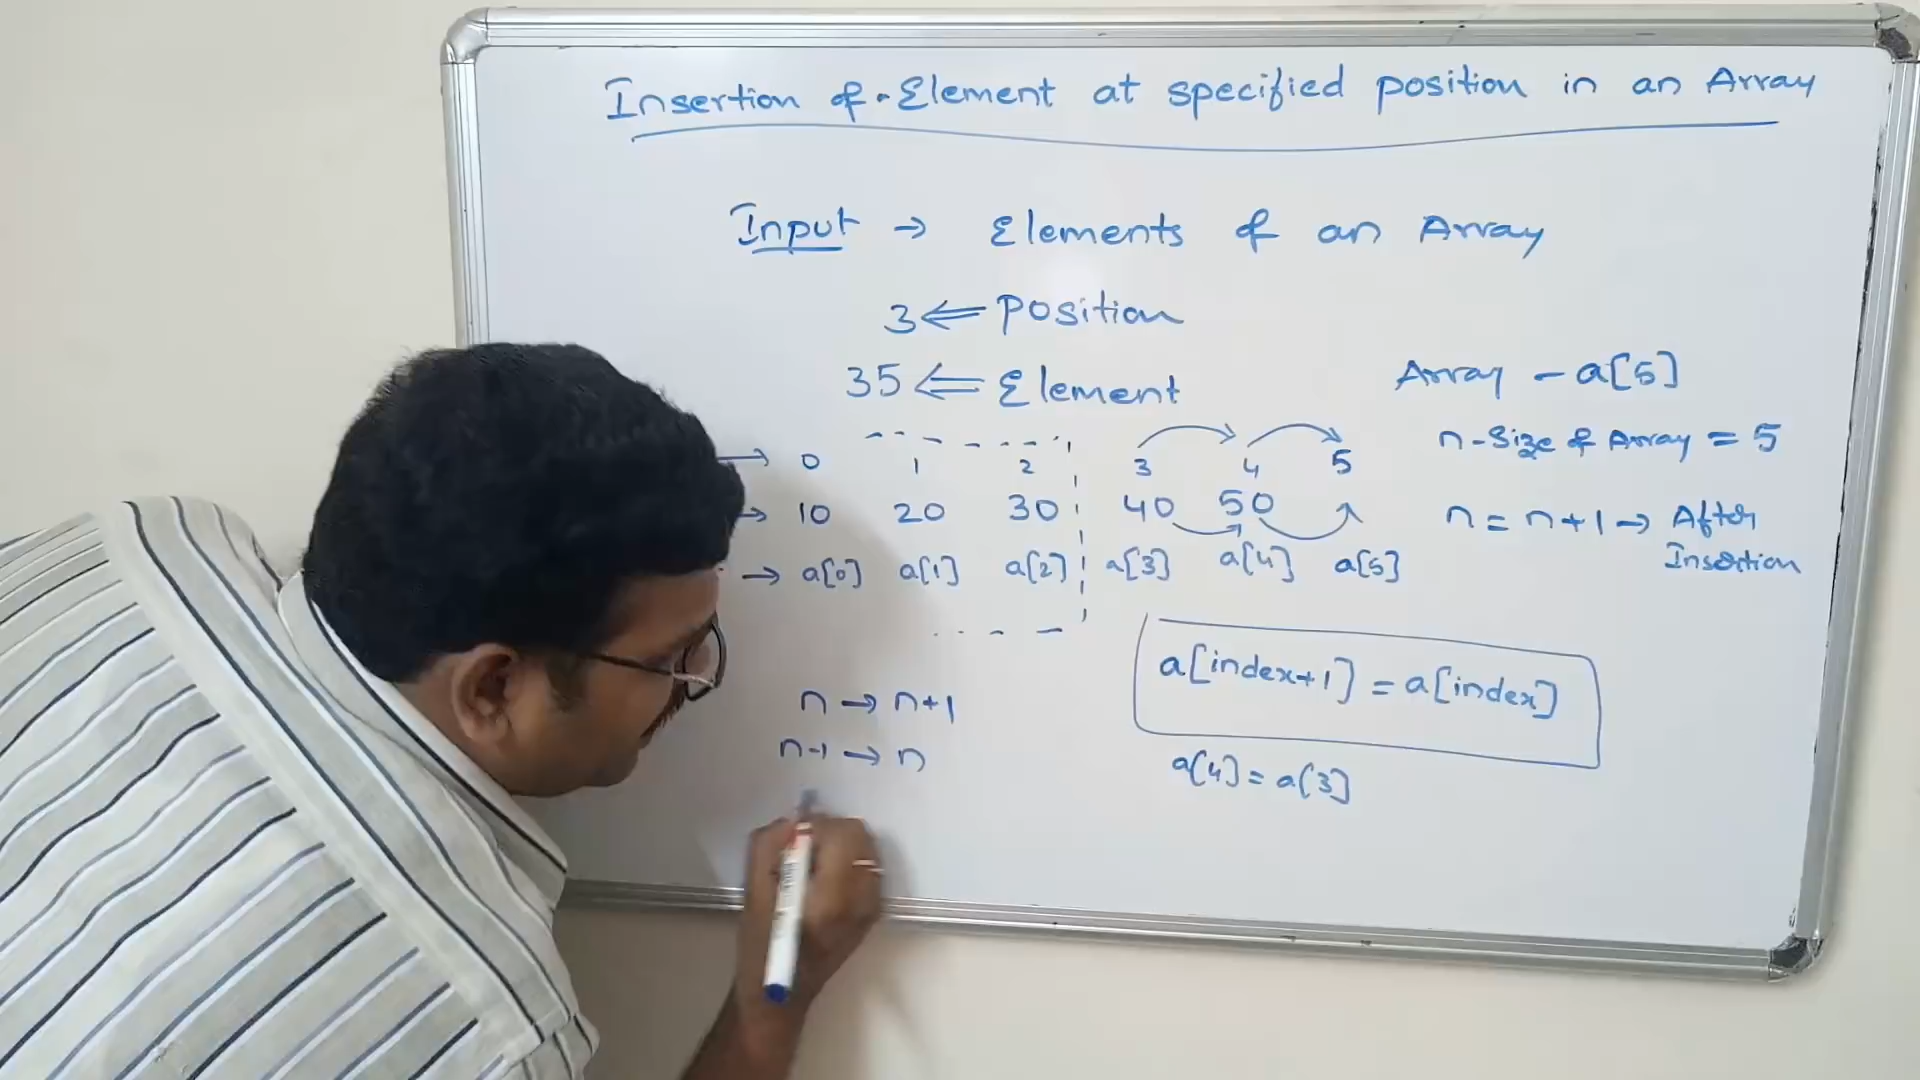 Insertion of Element at specified position in an Array
Input → Elements of an Array
3 ⇐ Position
35 ⇐ Element
Array - a[5]
n - Size of Array = 5
n = n+1 → After
Insertion
→ 0 1 2 3 4 5
→ 10 20 30 40 50
→ a[0] a[1] a[2] a[3] a[4] a[5]
n → n+1
n-1 → n
a[index+1] = a[index]
a[4] = a[3]